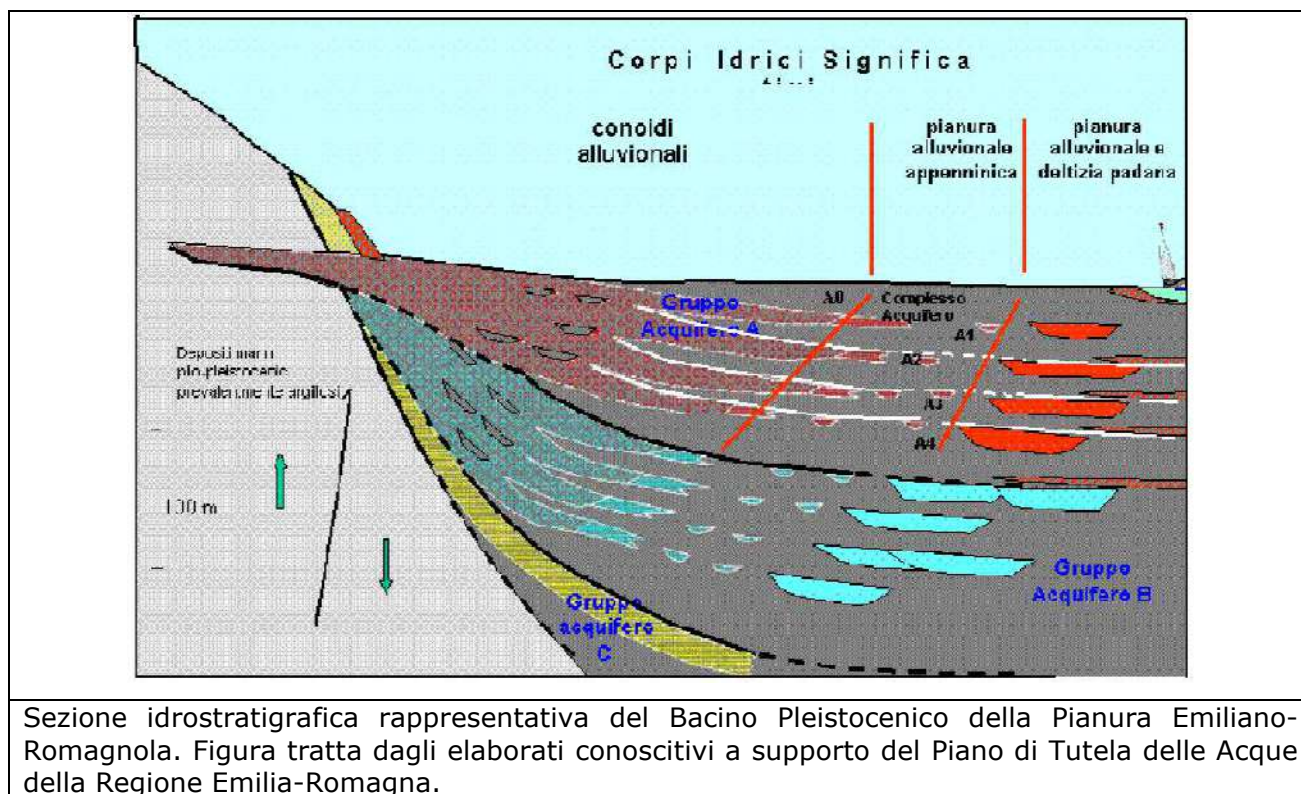 Corpi Idrici Significa
conoidi
alluvionali
pianura
alluvionale
appenninica
pianura
alluvionale e
deltizia padana
Gruppo
Acquifero A
A0
Complesso
Acquifero
A1
A2
A3
A4
Depositi marini
prevalentemente argillosi
100 m
Gruppo
acquifero
C
Gruppo
Acquifero B
Sezione idrostratigrafica rappresentativa del Bacino Pleistocenico della Pianura Emiliano-
Romagnola. Figura tratta dagli elaborati conoscitivi a supporto del Piano di Tutela delle Acque
della Regione Emilia-Romagna.